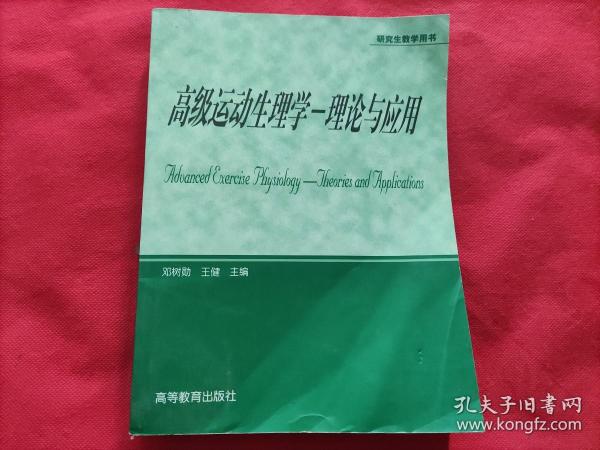 研究生教学用书
高级运动生理学-理论与应用
Advanced Exercise Physiology—Theories and Applications
邓树勋 王健 主编
高等教育出版社
孔夫子旧书网
www.kongfz.com